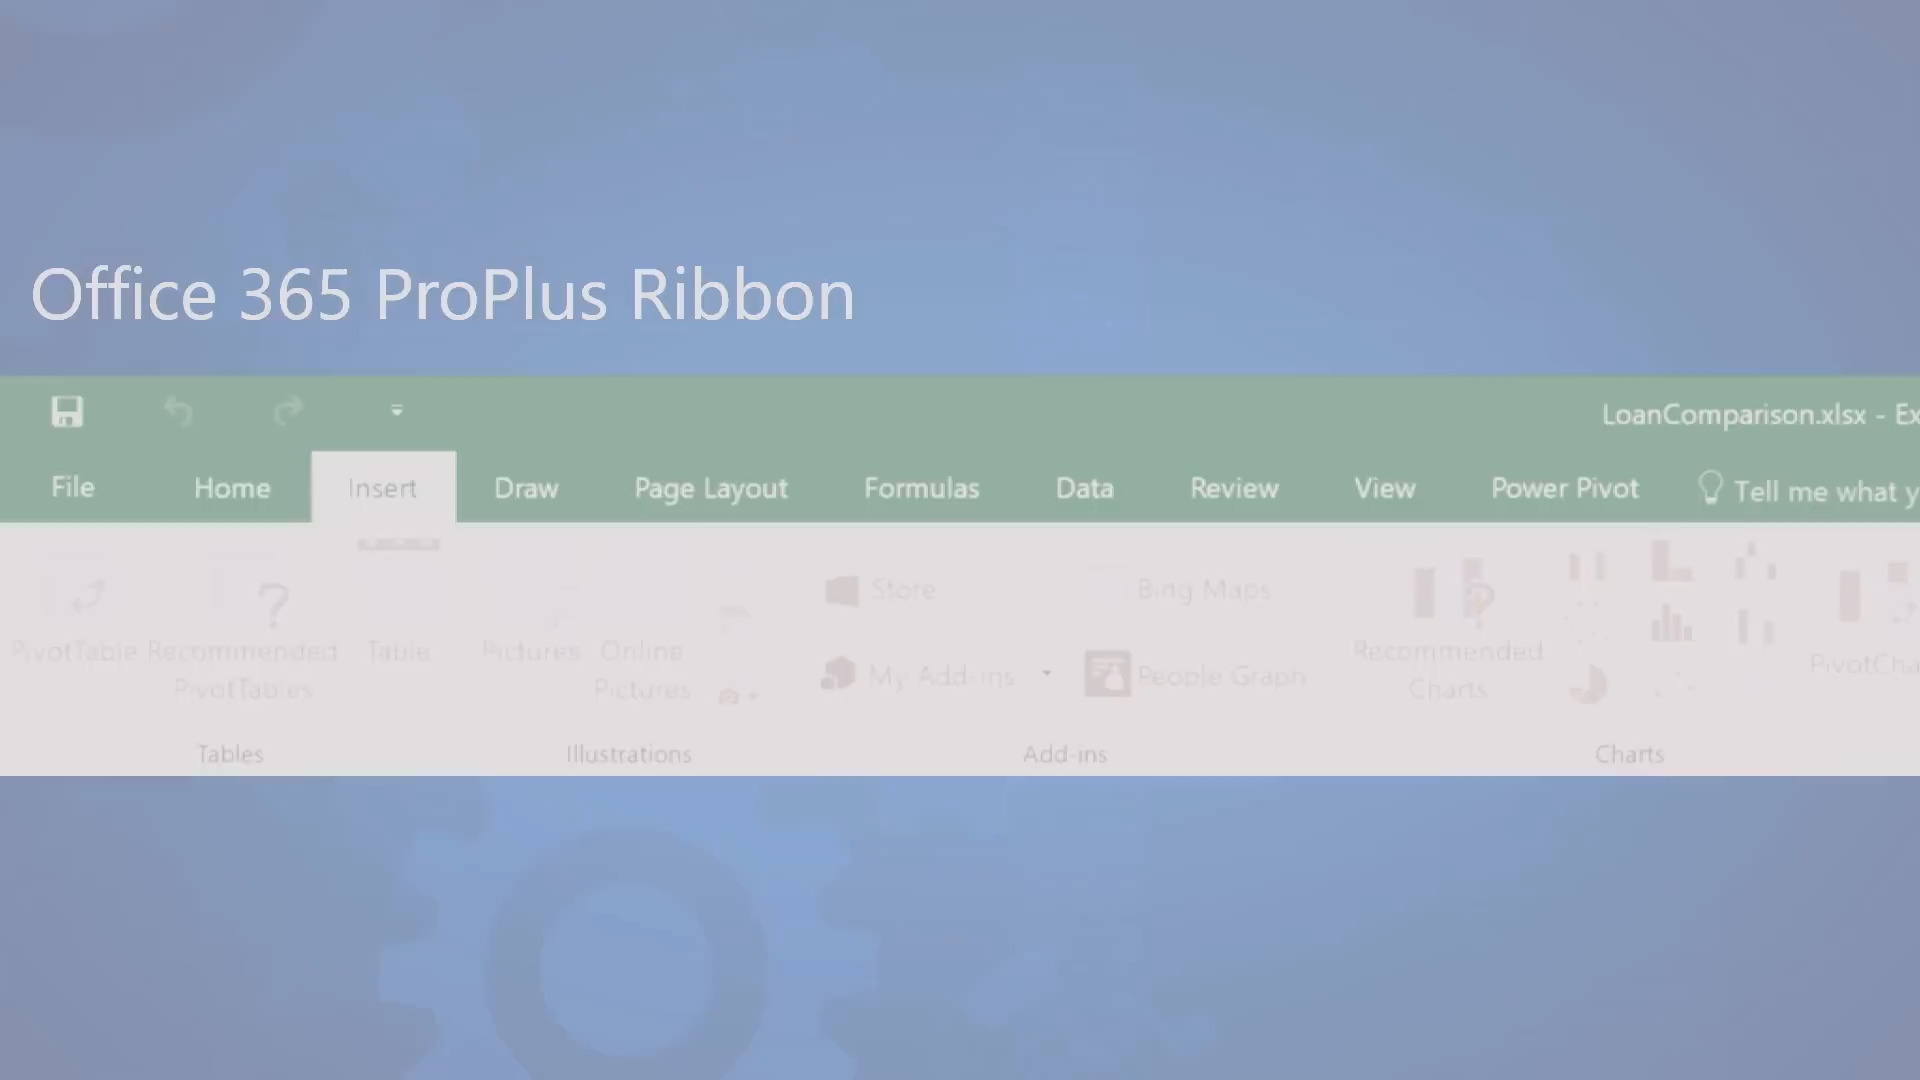 Office 365 ProPlus Ribbon
LoanComparison.xlsx - Ex
File Home Insert Draw Page Layout Formulas Data Review View Power Pivot Tell me what y
Store Bing Maps
PivotTable Recommended PivotTables Table Pictures Online Pictures My Add-ins People Graph Recommended Charts PivotCha
Tables Illustrations Add-ins Charts